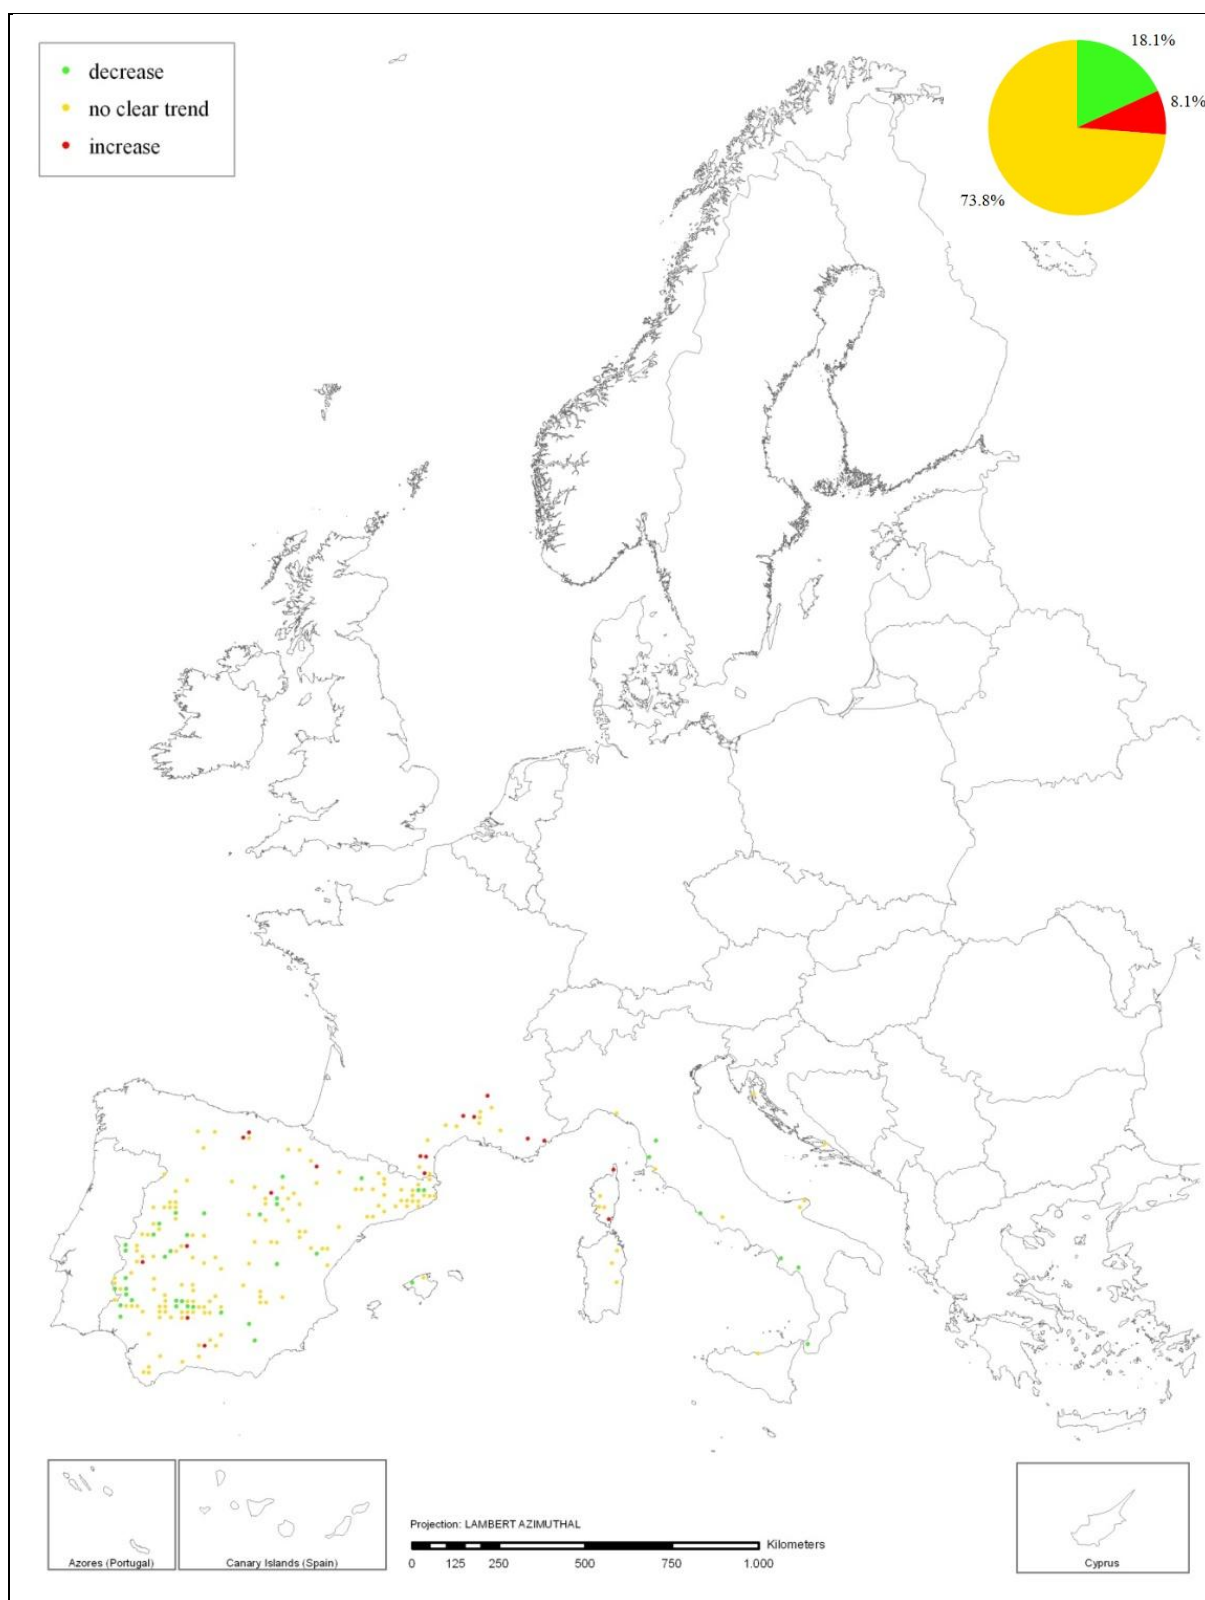 decrease
no clear trend
increase
18.1%
8.1%
73.8%
Azores (Portugal)
Canary Islands (Spain)
Projection: LAMBERT AZIMUTHAL
Kilometers
0 125 250 500 750 1.000
Cyprus